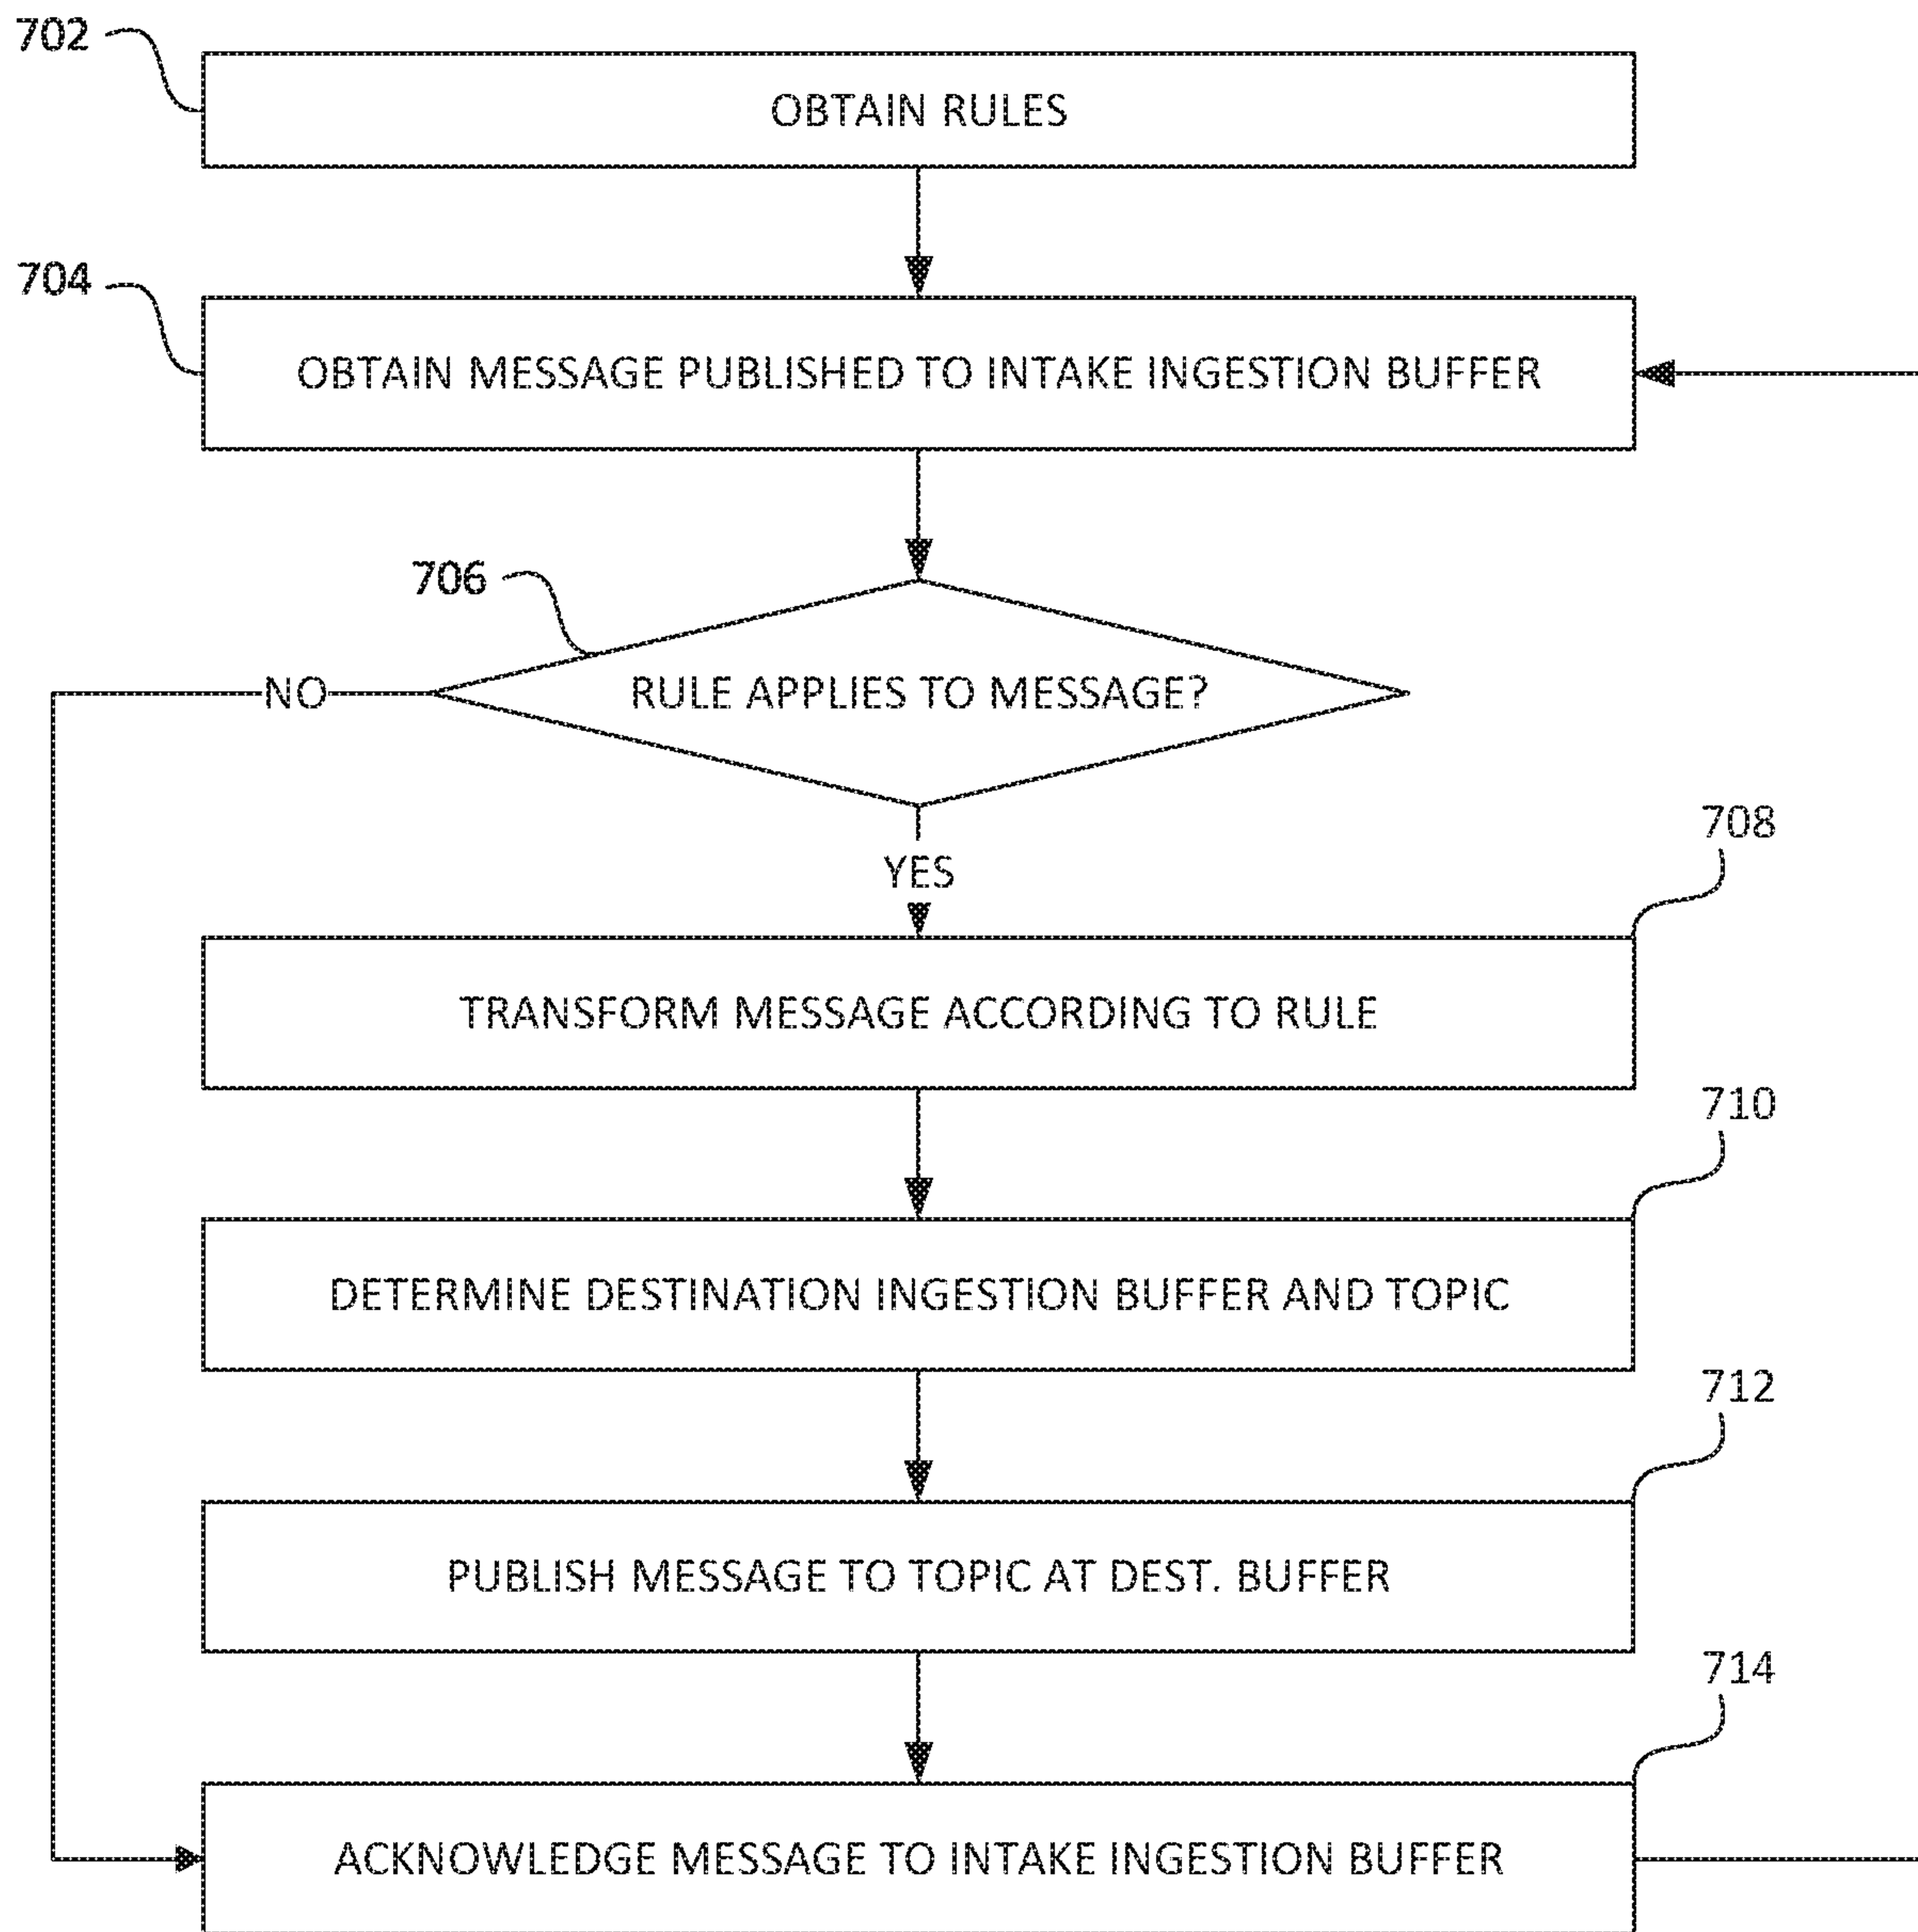 702
OBTAIN RULES
704
OBTAIN MESSAGE PUBLISHED TO INTAKE INGESTION BUFFER
706
NO
RULE APPLIES TO MESSAGE?
YES
708
TRANSFORM MESSAGE ACCORDING TO RULE
710
DETERMINE DESTINATION INGESTION BUFFER AND TOPIC
712
PUBLISH MESSAGE TO TOPIC AT DEST. BUFFER
714
ACKNOWLEDGE MESSAGE TO INTAKE INGESTION BUFFER